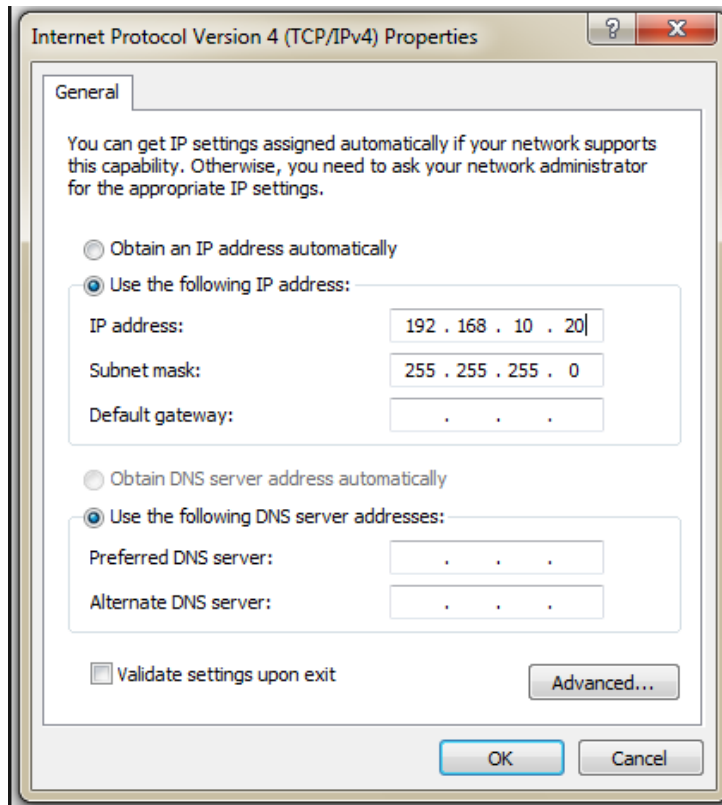 Internet Protocol Version 4 (TCP/IPv4) Properties
General
You can get IP settings assigned automatically if your network supports
this capability. Otherwise, you need to ask your network administrator
for the appropriate IP settings.
Obtain an IP address automatically
Use the following IP address:
IP address: 192 . 168 . 10 . 20
Subnet mask: 255 . 255 . 255 . 0
Default gateway: . . .
Obtain DNS server address automatically
Use the following DNS server addresses:
Preferred DNS server: . . .
Alternate DNS server: . . .
Validate settings upon exit
Advanced...
OK Cancel